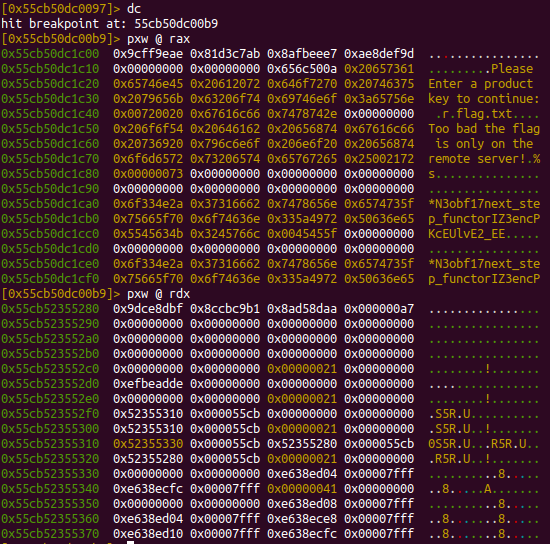 [0x55cb50dc0097]> dc
hit breakpoint at: 55cb50dc00b9
[0x55cb50dc00b9]> pxw @ rax
0x55cb50dc1c00 0x9cff9eae 0x81d3c7ab 0x8afbeee7 0xae8def9d ................
0x55cb50dc1c10 0x00000000 0x00000000 0x656c500a 0x20657361 .........Please
0x55cb50dc1c20 0x65746e45 0x20612072 0x646f7270 0x20746375 Enter a product
0x55cb50dc1c30 0x2079656b 0x63206f74 0x69746e6f 0x3a65756e key to continue:
0x55cb50dc1c40 0x00720020 0x67616c66 0x7478742e 0x00000000 .r.flag.txt....
0x55cb50dc1c50 0x206f6f54 0x20646162 0x20656874 0x67616c66 Too bad the flag
0x55cb50dc1c60 0x20736920 0x796c6e6f 0x206e6f20 0x20656874 is only on the
0x55cb50dc1c70 0x6f6d6572 0x73206574 0x65767265 0x25002172 remote server!.%
0x55cb50dc1c80 0x00000073 0x00000000 0x00000000 0x00000000 s...............
0x55cb50dc1c90 0x00000000 0x00000000 0x00000000 0x00000000 ................
0x55cb50dc1ca0 0x6f334e2a 0x37316662 0x7478656e 0x6574735f *N3obf17next_ste
0x55cb50dc1cb0 0x75665f70 0x6f74636e 0x335a4972 0x50636e65 p_functorIZ3encP
0x55cb50dc1cc0 0x5545634b 0x3245766c 0x0045455f 0x00000000 KcEUlvE2_EE.....
0x55cb50dc1cd0 0x00000000 0x00000000 0x00000000 0x00000000 ................
0x55cb50dc1ce0 0x6f334e2a 0x37316662 0x7478656e 0x6574735f *N3obf17next_ste
0x55cb50dc1cf0 0x75665f70 0x6f74636e 0x335a4972 0x50636e65 p_functorIZ3encP
[0x55cb50dc00b9]> pxw @ rdx
0x55cb52355280 0x9dce8dbf 0x8ccbc9b1 0x8ad58daa 0x000000a7 ................
0x55cb52355290 0x00000000 0x00000000 0x00000000 0x00000000 ................
0x55cb523552a0 0x00000000 0x00000000 0x00000000 0x00000000 ................
0x55cb523552b0 0x00000000 0x00000000 0x00000000 0x00000000 ................
0x55cb523552c0 0x00000000 0x00000000 0x00000021 0x00000000 ........!.......
0x55cb523552d0 0xefbeadde 0x00000000 0x00000000 0x00000000 ................
0x55cb523552e0 0x00000000 0x00000000 0x00000021 0x00000000 ........!.......
0x55cb523552f0 0x52355310 0x000055cb 0x00000000 0x00000000 .S5R.U..........
0x55cb52355300 0x52355310 0x000055cb 0x00000021 0x00000000 .S5R.U..!.......
0x55cb52355310 0x52355330 0x000055cb 0x52355280 0x000055cb 0S5R.U...R5R.U..
0x55cb52355320 0x52355280 0x000055cb 0x00000021 0x00000000 .R5R.U..!.......
0x55cb52355330 0x00000000 0x00000000 0xe638ed04 0x00007fff ..........8.....
0x55cb52355340 0xe638ecfc 0x00007fff 0x00000041 0x00000000 ..8.....A.......
0x55cb52355350 0x00000000 0x00000000 0xe638ed08 0x00007fff ..........8.....
0x55cb52355360 0xe638ed04 0x00007fff 0xe638ece8 0x00007fff ..8.......8.....
0x55cb52355370 0xe638ed10 0x00007fff 0xe638ecfc 0x00007fff ..8.......8.....